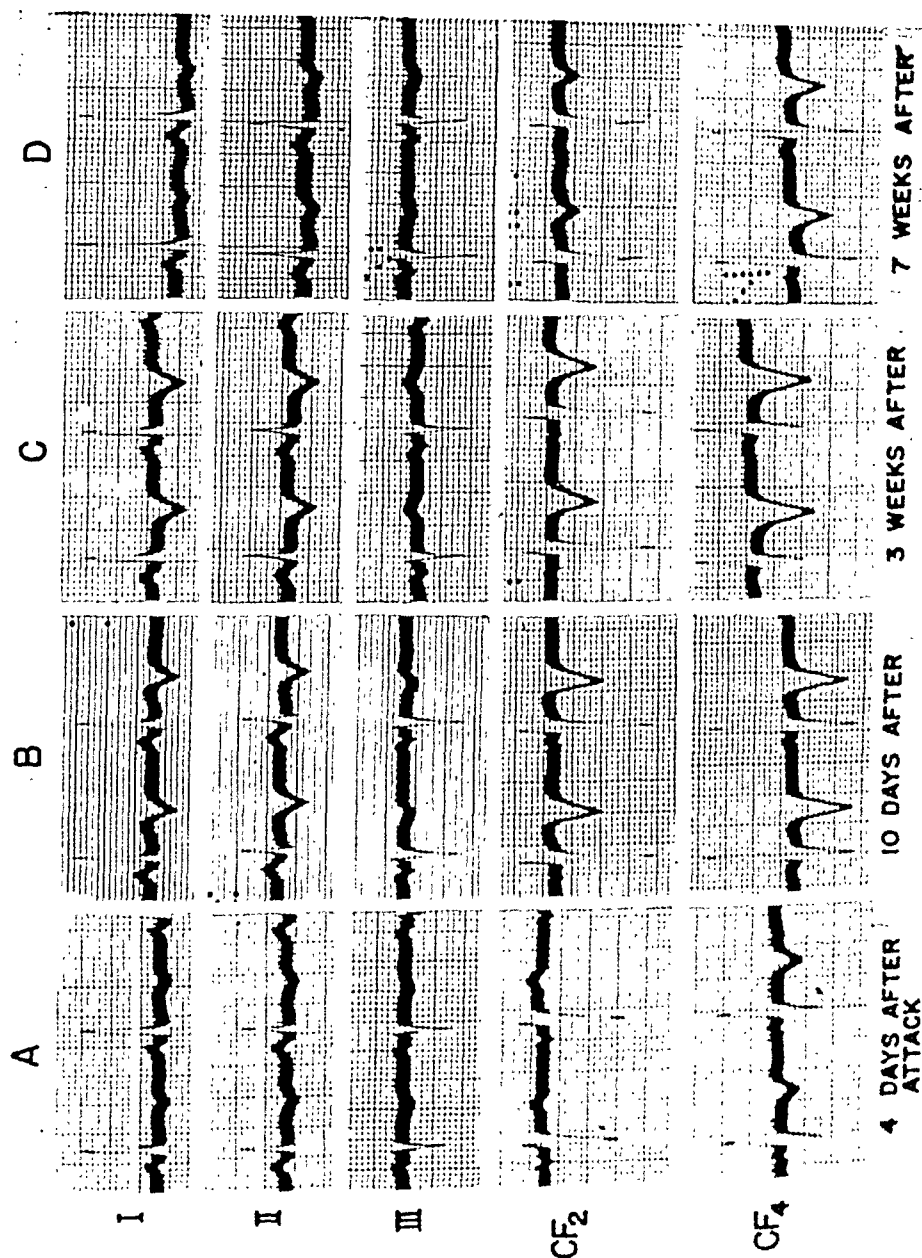 A
B
C
D
I
II
III
CF2
CF4
4 DAYS AFTER
ATTACK
10 DAYS AFTER
3 WEEKS AFTER
7 WEEKS AFTER